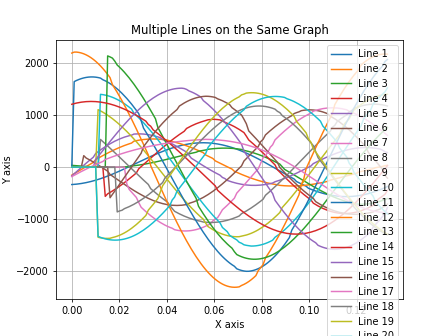 Multiple Lines on the Same Graph
Y axis
2000
1000
0
−1000
−2000
0.00
0.02
0.04
0.06
0.08
0.10
X axis
Line 1
Line 2
Line 3
Line 4
Line 5
Line 6
Line 7
Line 8
Line 9
Line 10
Line 11
Line 12
Line 13
Line 14
Line 15
Line 16
Line 17
Line 18
Line 19
Line 20